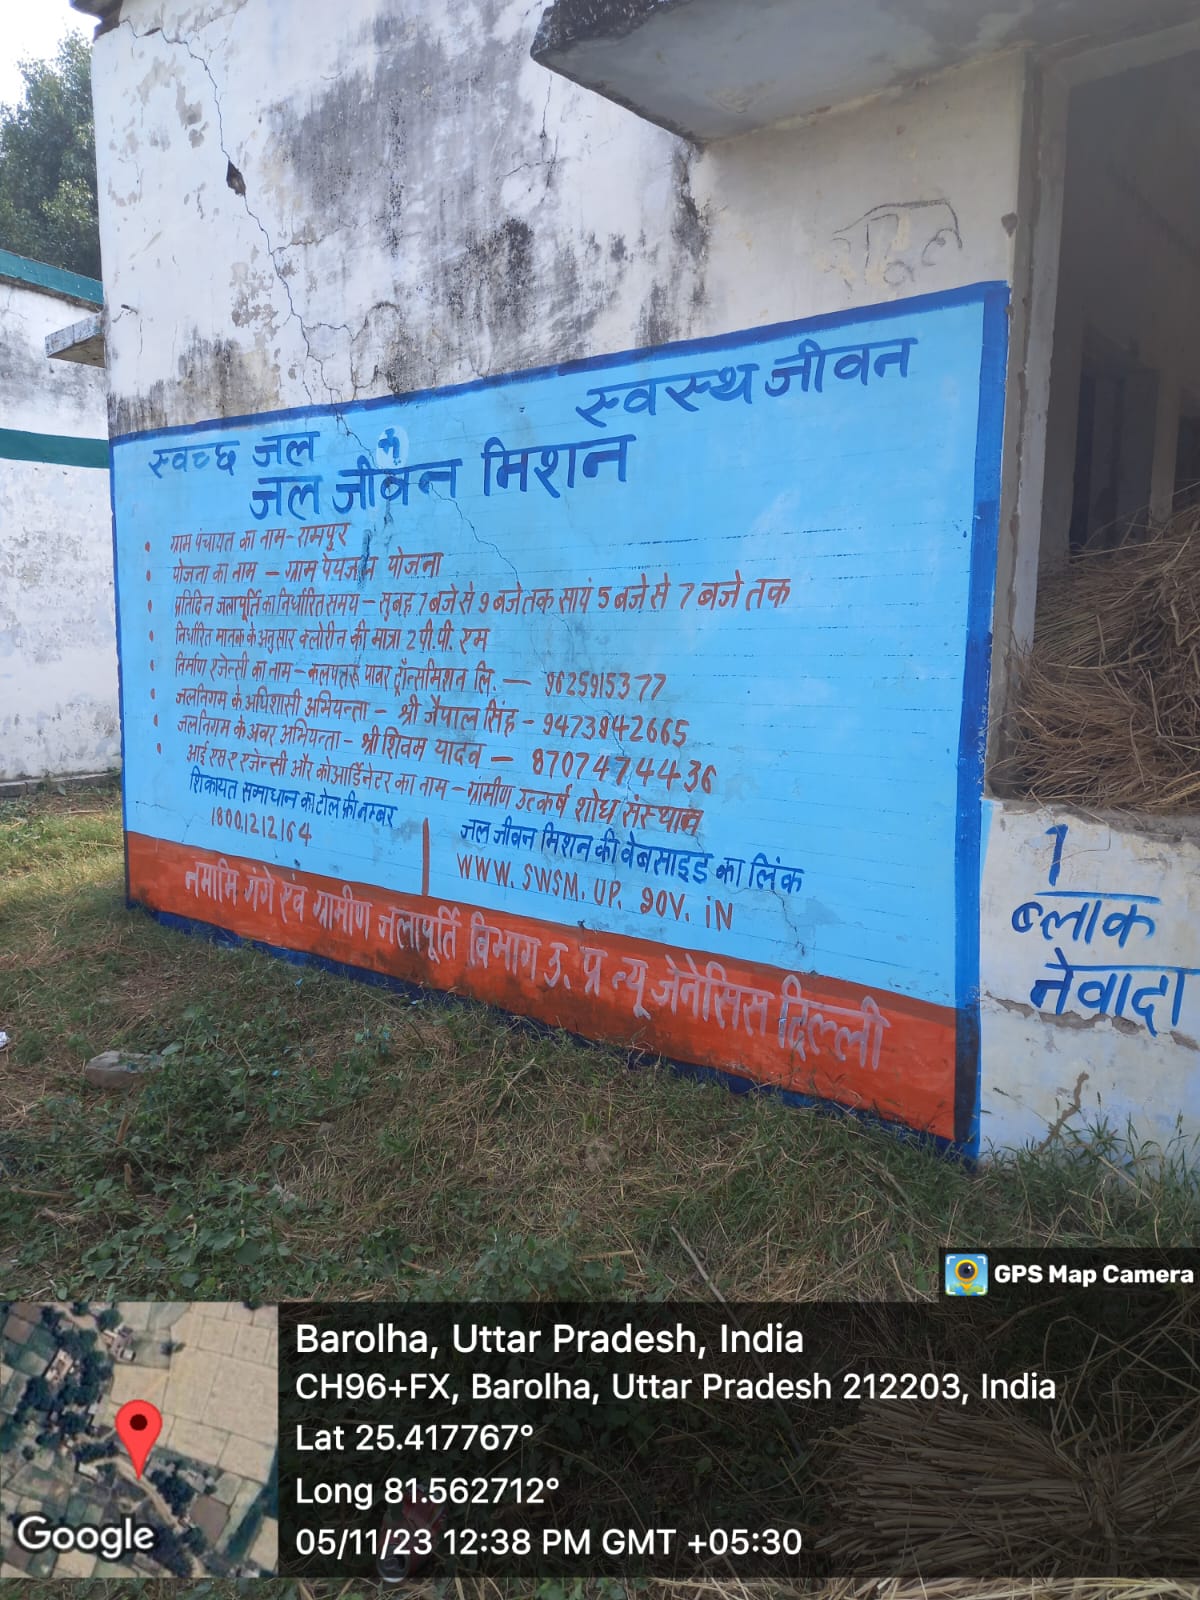 स्वच्छ जल
स्वस्थ जीवन
जल जीवन मिशन
• ग्राम पंचायत का नाम - रामपुर
• योजना का नाम - ग्राम पेयजल योजना
• प्रतिदिन जलापूर्ति का निर्धारित समय - सुबह 7 बजे से 9 बजे तक सायं 5 बजे से 7 बजे तक
• निर्धारित मानक के अनुसार क्लोरीन की मात्रा 2 पी.पी. एम
• निर्माण एजेन्सी का नाम - कलपतरू पावर ट्रॉन्समिशन लि. - 9625915377
• जलनिगम के अधिशासी अभियन्ता - श्री जैपाल सिंह - 9473942665
• जलनिगम के अवर अभियन्ता - श्री शिवम यादव - 8707474436
• आई एस ए एजेन्सी और कोआर्डिनेटर का नाम - ग्रामीण उत्कर्ष शोध संस्थान
शिकायत समाधान का टोल फ्री नम्बर
18001212164
जल जीवन मिशन की वेबसाइड का लिंक
WWW. SWSM. UP. gov. iN
नमामि गंगे एंव ग्रामीण जलापूर्ति विभाग उ. प्र न्यू जेनेसिस दिल्ली
1
ब्लाक
नेवादा
GPS Map Camera
Barolha, Uttar Pradesh, India
CH96+FX, Barolha, Uttar Pradesh 212203, India
Lat 25.417767°
Long 81.562712°
05/11/23 12:38 PM GMT +05:30
Google